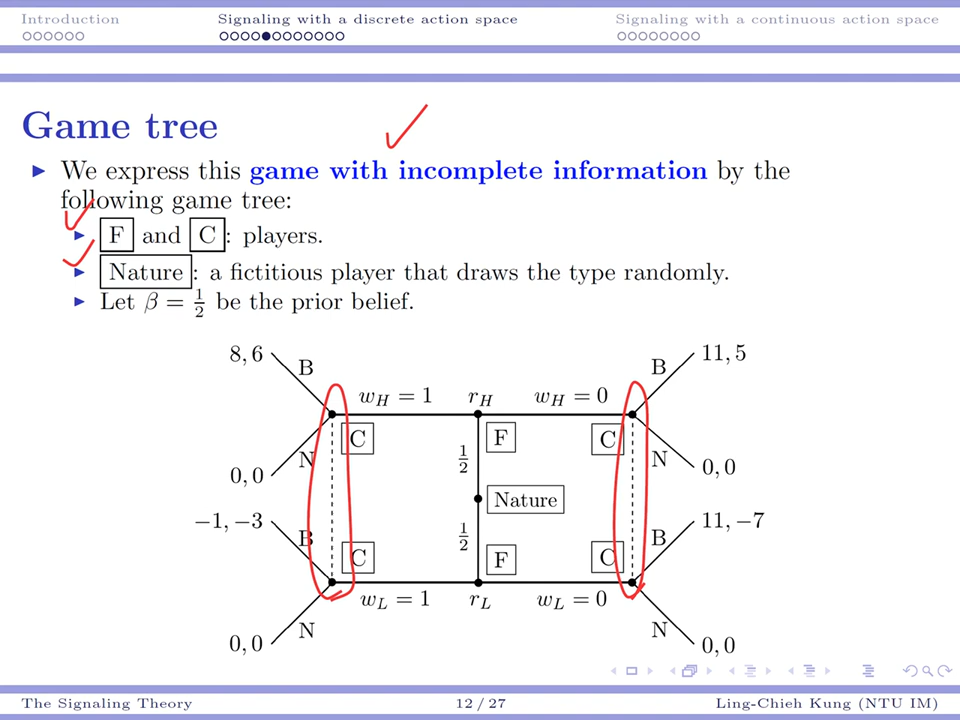 Introduction Signaling with a discrete action space Signaling with a continuous action space
Game tree
We express this game with incomplete information by the
following game tree:
F and C: players.
Nature: a fictitious player that draws the type randomly.
Let β = 1/2 be the prior belief.
8, 6 B w_H = 1 r_H w_H = 0 B 11, 5
C F C
0, 0 N 1/2 N 0, 0
Nature
−1, −3 B 1/2 B 11, −7
C F C
w_L = 1 r_L w_L = 0
0, 0 N N 0, 0
The Signaling Theory 12 / 27 Ling-Chieh Kung (NTU IM)